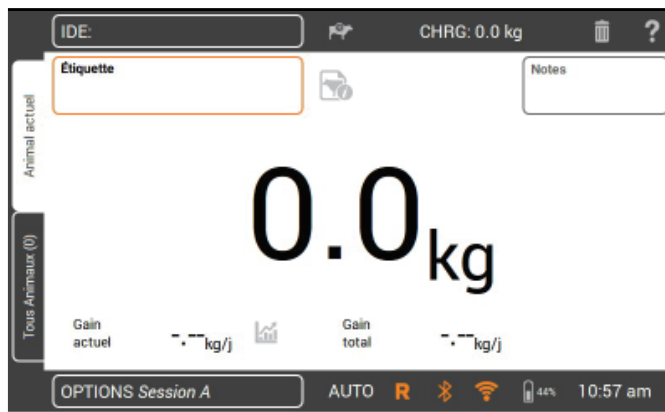 IDE:
CHRG: 0.0 kg
?
Étiquette
Notes
Animal actuel
Tous Animaux (0)
0.0 kg
Gain actuel
-.-- kg/j
Gain total
-.-- kg/j
OPTIONS Session A
AUTO R 44% 10:57 am